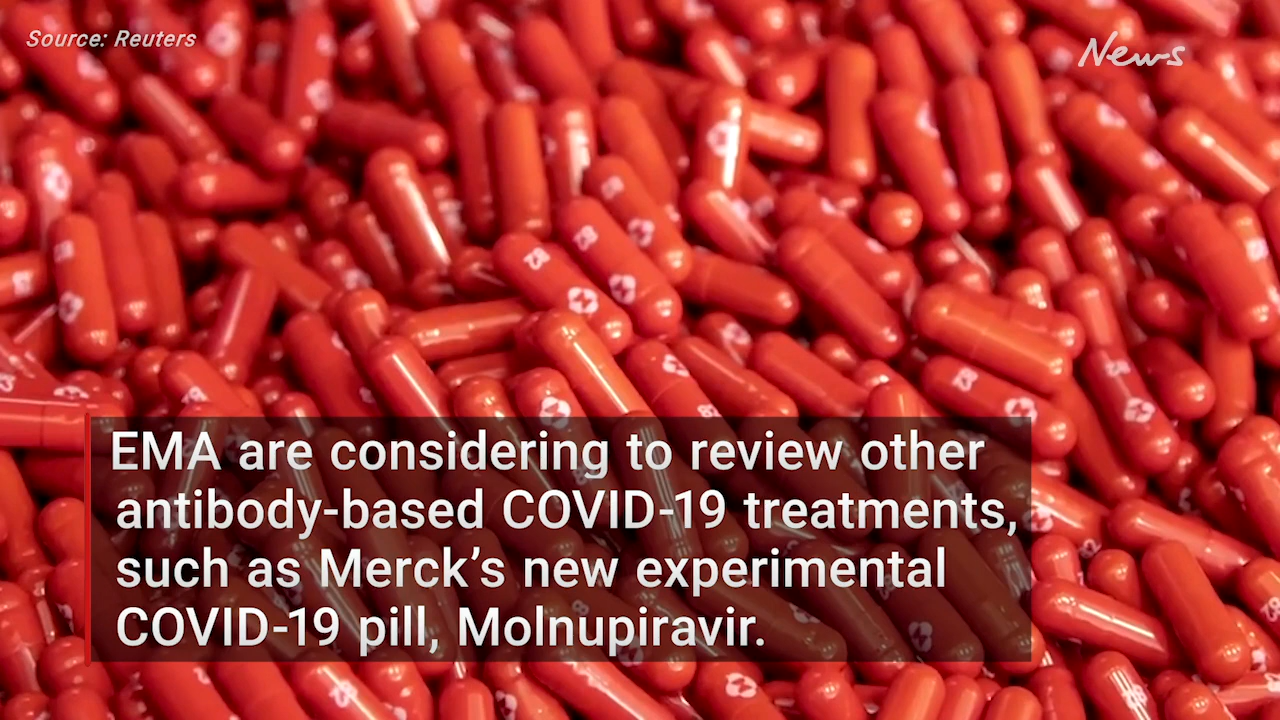 Source: Reuters
News
EMA are considering to review other
antibody-based COVID-19 treatments,
such as Merck’s new experimental
COVID-19 pill, Molnupiravir.